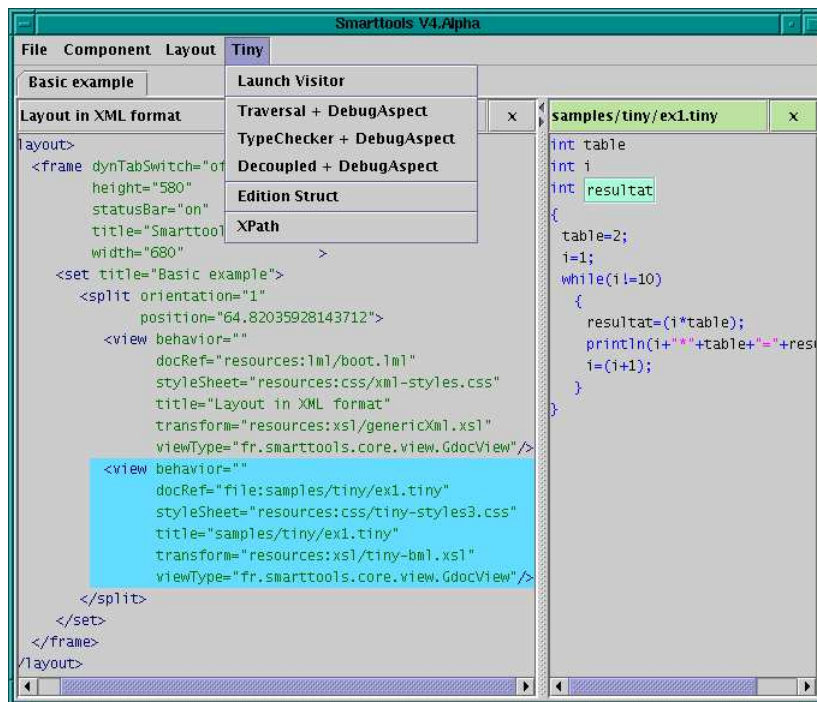 Smarttools V4.Alpha
File Component Layout Tiny
Basic example
Launch Visitor
Traversal + DebugAspect
TypeChecker + DebugAspect
Decoupled + DebugAspect
Edition Struct
XPath
Layout in XML format x
layout>
<frame dynTabSwitch="of
height="580"
statusBar="on"
title="Smarttool
width="680" >
<set title="Basic example">
<split orientation="1"
position="64.82035928143712">
<view behavior=""
docRef="resources:lml/boot.lml"
styleSheet="resources:css/xml-styles.css"
title="Layout in XML format"
transform="resources:xsl/genericXml.xsl"
viewType="fr.smarttools.core.view.GdocView"/>
<view behavior=""
docRef="file:samples/tiny/ex1.tiny"
styleSheet="resources:css/tiny-styles3.css"
title="samples/tiny/ex1.tiny"
transform="resources:xsl/tiny-bml.xsl"
viewType="fr.smarttools.core.view.GdocView"/>
</split>
</set>
</frame>
/layout>
samples/tiny/ex1.tiny x
int table
int i
int resultat
{
table=2;
i=1;
while(i!=10)
{
resultat=(i*table);
println(i+"*"+table+"="+resu
i=(i+1);
}
}